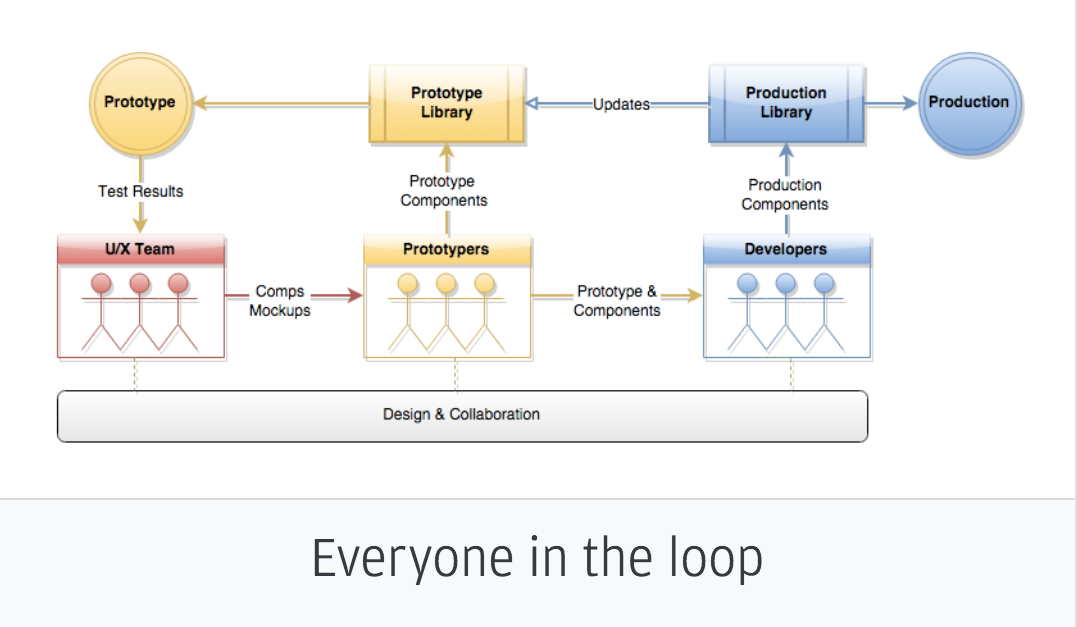 Prototype
Prototype
Library
Updates
Production
Library
Production
Test Results
Prototype
Components
Production
Components
U/X Team
Prototypers
Developers
Comps
Mockups
Prototype &
Components
Design & Collaboration
Everyone in the loop